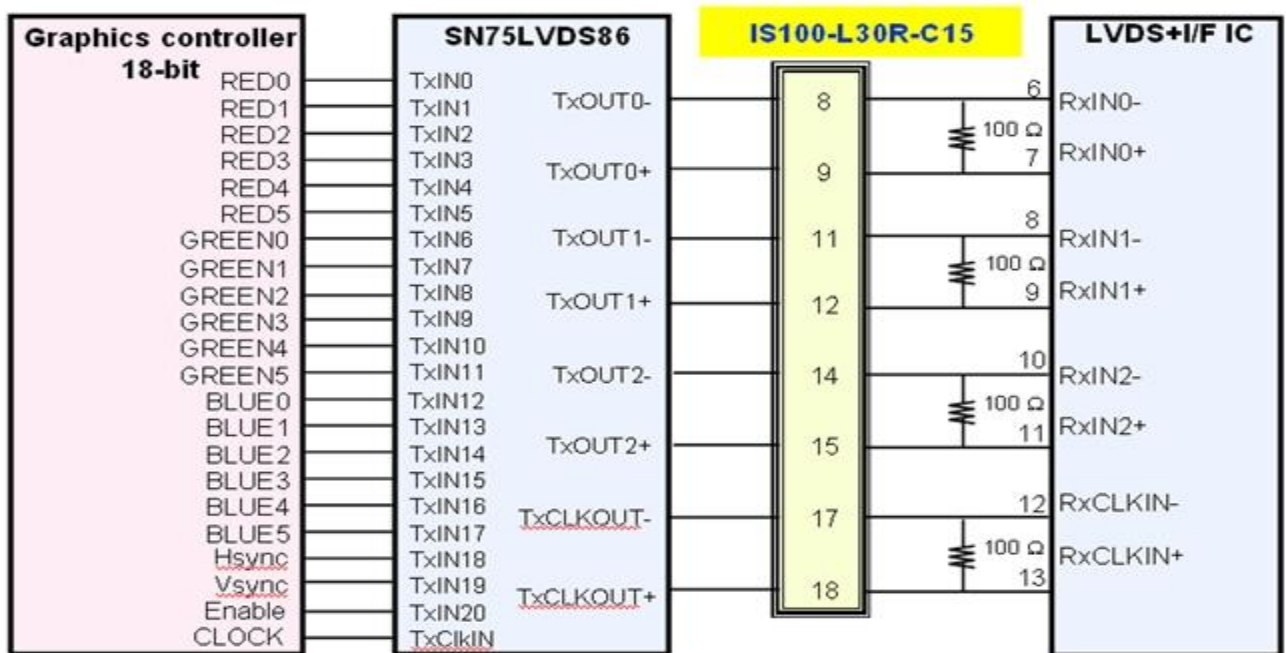 Graphics controller
18-bit
RED0
RED1
RED2
RED3
RED4
RED5
GREEN0
GREEN1
GREEN2
GREEN3
GREEN4
GREEN5
BLUE0
BLUE1
BLUE2
BLUE3
BLUE4
BLUE5
Hsync
Vsync
Enable
CLOCK
SN75LVDS86
TxIN0
TxIN1
TxIN2
TxIN3
TxIN4
TxIN5
TxIN6
TxIN7
TxIN8
TxIN9
TxIN10
TxIN11
TxIN12
TxIN13
TxIN14
TxIN15
TxIN16
TxIN17
TxIN18
TxIN19
TxIN20
TxClkIN
TxOUT0-
TxOUT0+
TxOUT1-
TxOUT1+
TxOUT2-
TxOUT2+
TxCLKOUT-
TxCLKOUT+
IS100-L30R-C15
8
9
11
12
14
15
17
18
6
100 Ω
7
8
100 Ω
9
10
100 Ω
11
12
100 Ω
13
LVDS+I/F IC
RxIN0-
RxIN0+
RxIN1-
RxIN1+
RxIN2-
RxIN2+
RxCLKIN-
RxCLKIN+